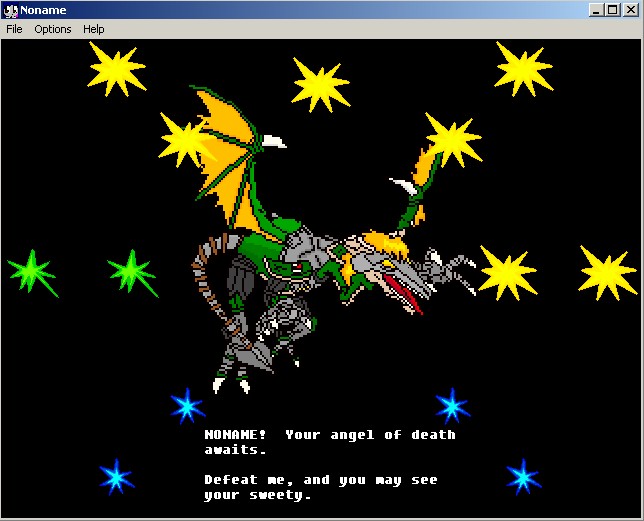 Noname
File Options Help
NONAME! Your angel of death
awaits.
Defeat me, and you may see
your sweety.